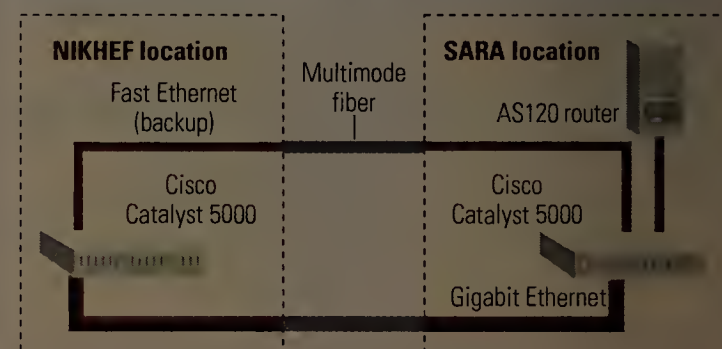 NIKHEF location
SARA location
Fast Ethernet
(backup)
Multimode
fiber
AS120 router
Cisco
Catalyst 5000
Cisco
Catalyst 5000
Gigabit Ethernet